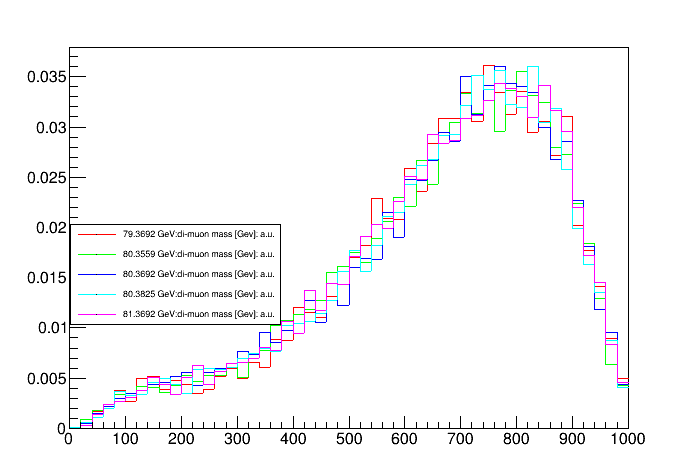 0.035
0.03
0.025
0.02
79.3692 GeV:di-muon mass [Gev]: a.u.
80.3559 GeV:di-muon mass [Gev]: a.u.
0.015
80.3692 GeV:di-muon mass [Gev]: a.u.
80.3825 GeV:di-muon mass [Gev]: a.u.
81.3692 GeV:di-muon mass [Gev]: a.u.
0.01
0.005
0
0 100 200 300 400 500 600 700 800 900 1000